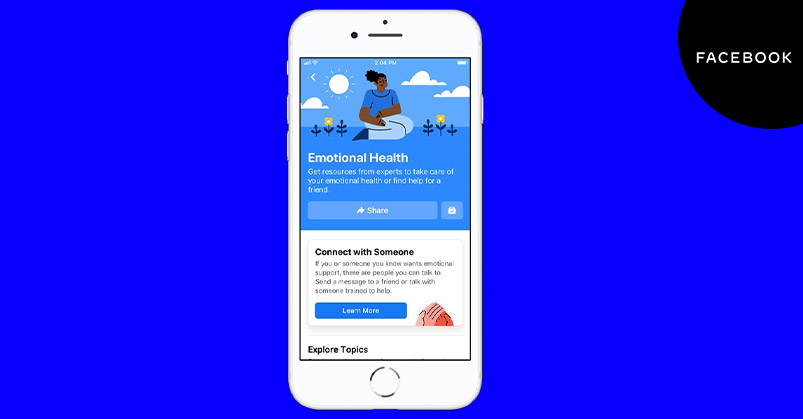 FACEBOOK
2:04 PM
Emotional Health
Get resources from experts to take care of
your emotional health or find help for a
friend.
Share
Connect with Someone
If you or someone you know wants emotional
support, there are people you can talk to.
Send a message to a friend or talk with
someone trained to help.
Learn More
Explore Topics